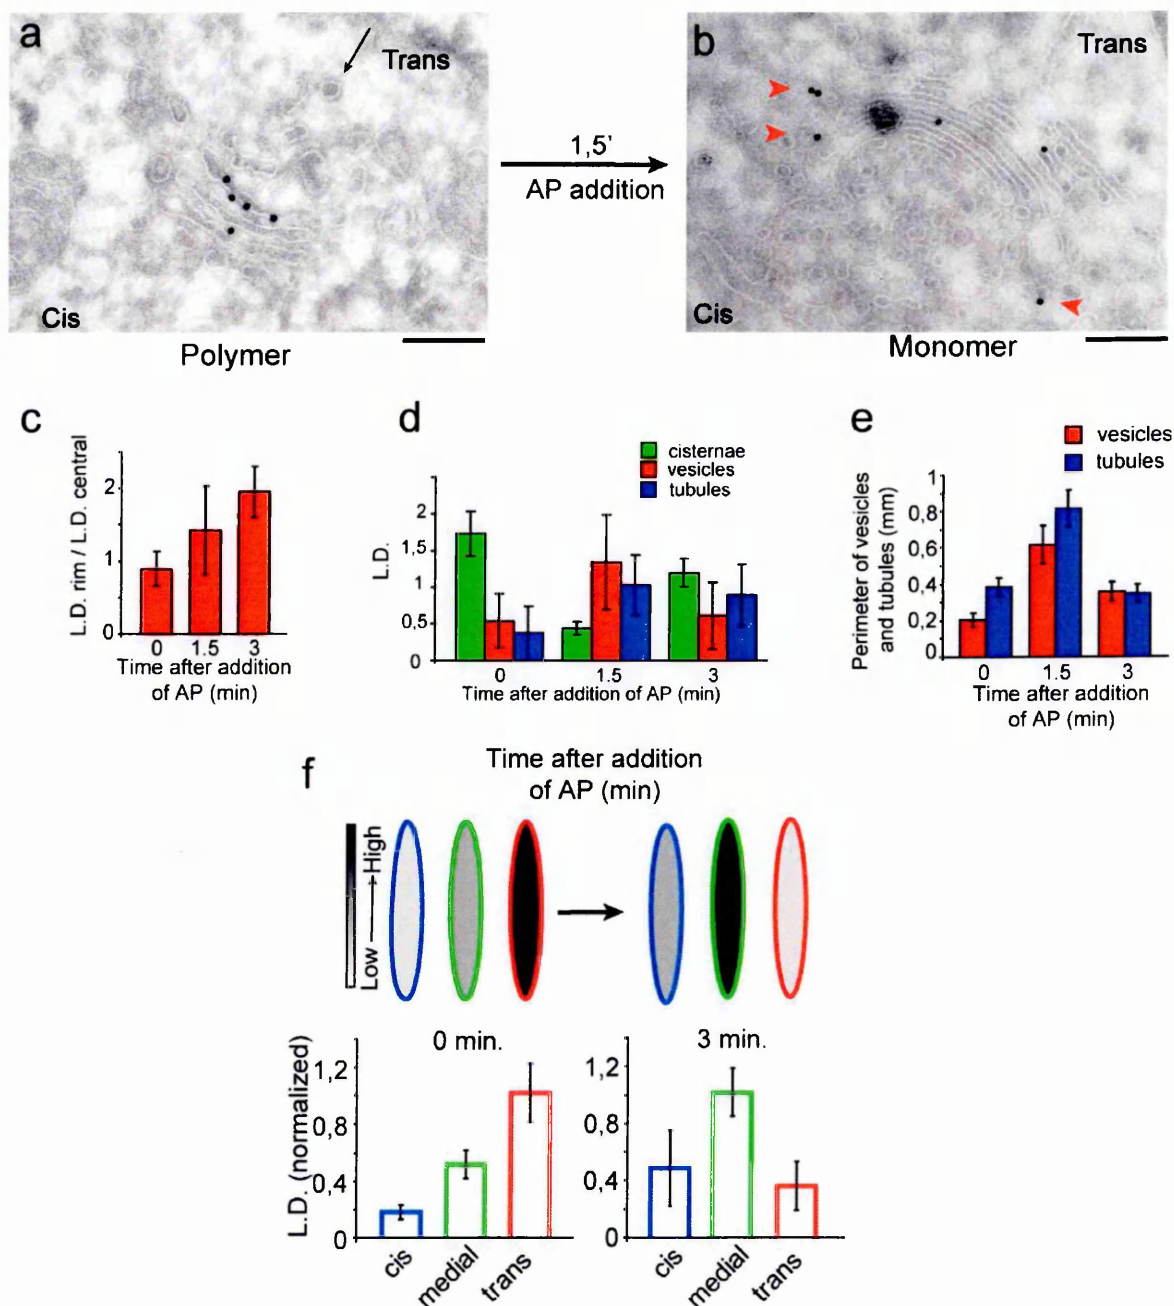 a
Trans
Cis
Polymer
1,5'
AP addition
b
Trans
Cis
Monomer
c
L.D. rim / L.D. central
2
1
0
0 1.5 3
Time after addition
of AP (min)
d
cisternae
vesicles
tubules
L.D.
2
1.5
1
0.5
0
0 1.5 3
Time after addition of AP (min)
e
vesicles
tubules
Perimeter of vesicles
and tubules (mm)
1
0,8
0,6
0,4
0,2
0
0 1.5 3
Time after addition
of AP (min)
f
Time after addition
of AP (min)
Low High
L.D. (normalized)
0 min.
1,2
0,8
0,4
0
cis medial trans
3 min.
1,2
0,8
0,4
0
cis medial trans